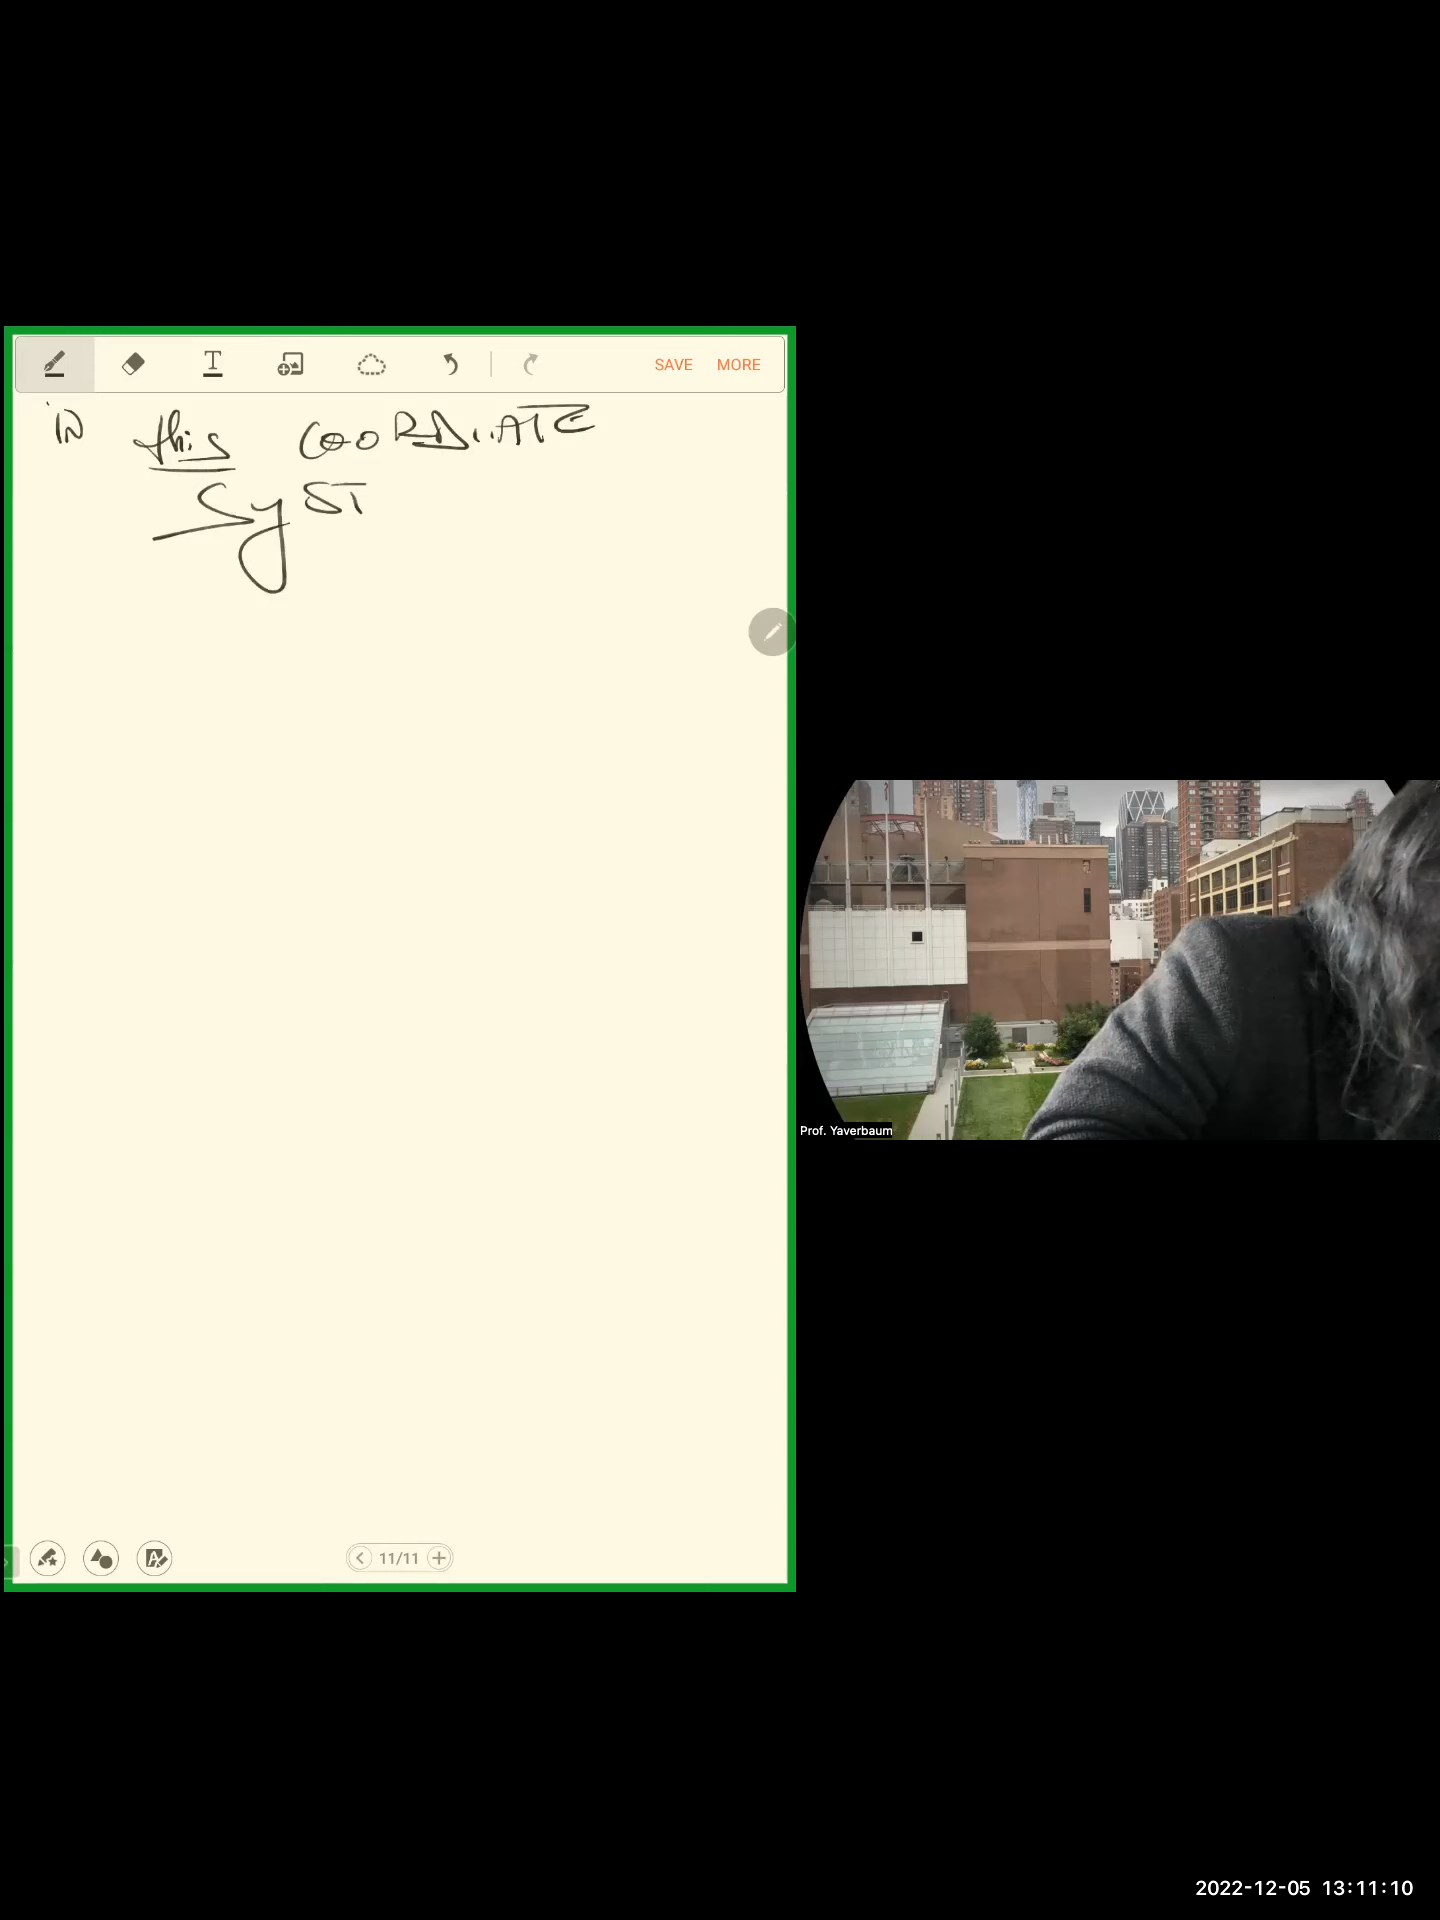 SAVE MORE
in this COORDINATE
SyST
11/11
Prof. Yaverbaum
2022-12-05 13:11:10